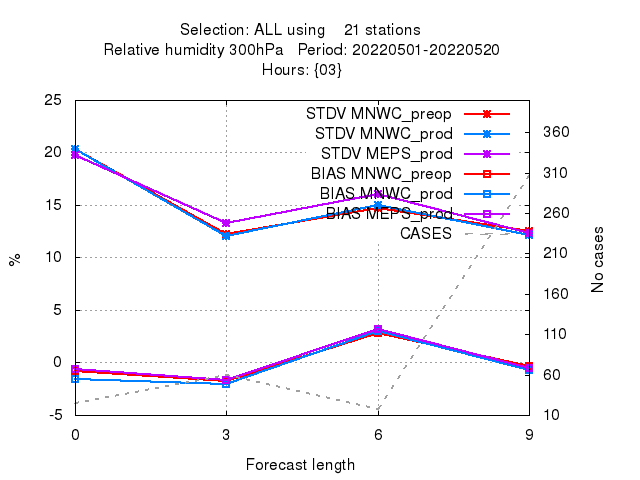 Selection: ALL using    21 stations
Relative humidity 300hPa   Period: 20220501-20220520
Hours: {03}
25
20
15
10
5
0
-5
%
STDV MNWC_preop
STDV MNWC_prod
STDV MEPS_prod
BIAS MNWC_preop
BIAS MNWC_prod
BIAS MEPS_prod
CASES
360
310
260
210
160
110
60
10
No cases
0 3 6 9
Forecast length